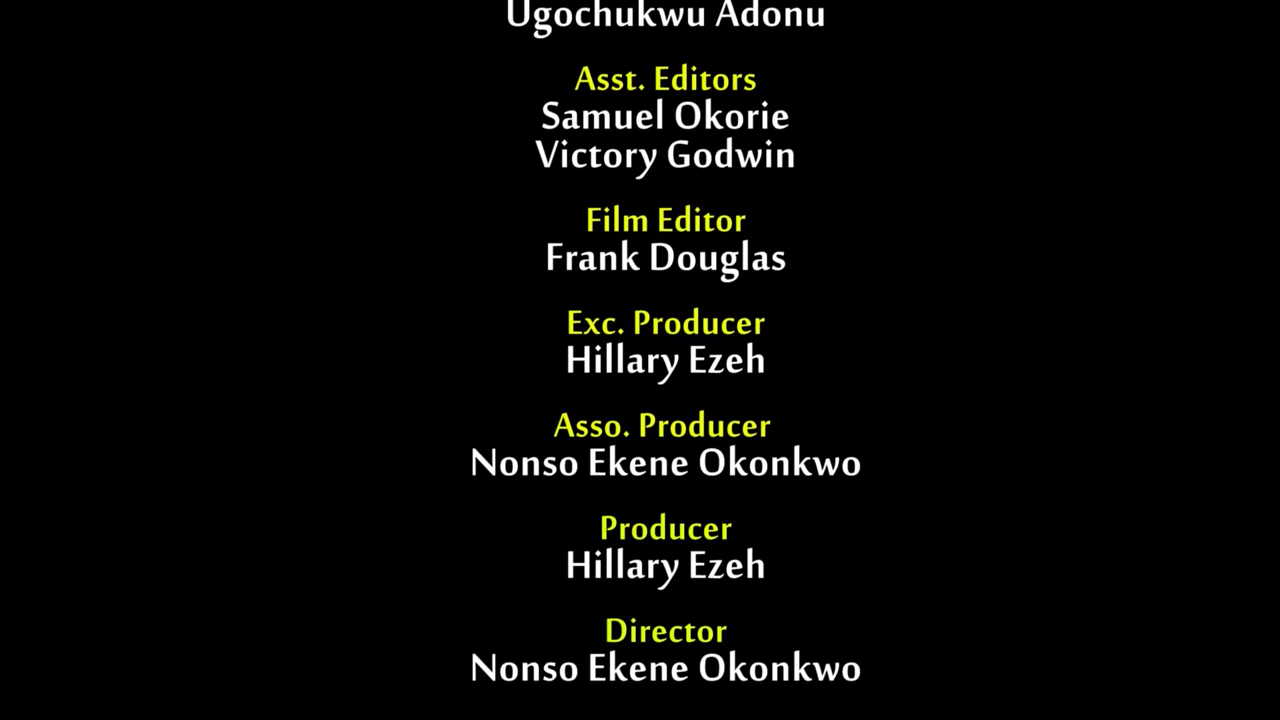 Ugochukwu Adonu
Asst. Editors
Samuel Okorie
Victory Godwin
Film Editor
Frank Douglas
Exc. Producer
Hillary Ezeh
Asso. Producer
Nonso Ekene Okonkwo
Producer
Hillary Ezeh
Director
Nonso Ekene Okonkwo